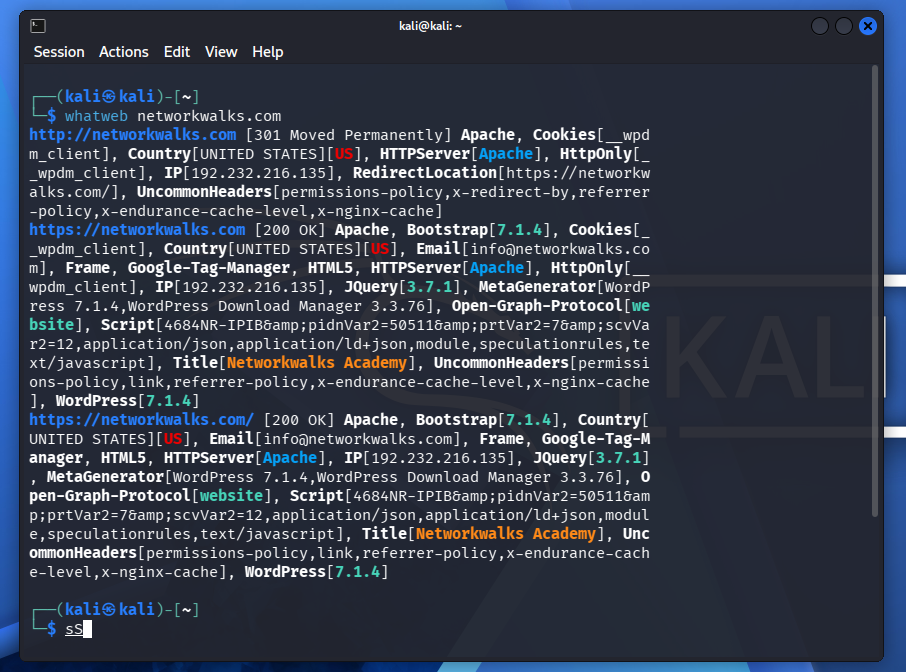 kali@kali: ~
Session Actions Edit View Help
┌──(kali㉿kali)-[~]
└─$ whatweb networkwalks.com
http://networkwalks.com [301 Moved Permanently] Apache, Cookies[__wpd
m_client], Country[UNITED STATES][US], HTTPServer[Apache], HttpOnly[_
_wpdm_client], IP[192.232.216.135], RedirectLocation[https://networkw
alks.com/], UncommonHeaders[permissions-policy,x-redirect-by,referrer
-policy,x-endurance-cache-level,x-nginx-cache]
https://networkwalks.com [200 OK] Apache, Bootstrap[7.1.4], Cookies[_
_wpdm_client], Country[UNITED STATES][US], Email[info@networkwalks.co
m], Frame, Google-Tag-Manager, HTML5, HTTPServer[Apache], HttpOnly[__
wpdm_client], IP[192.232.216.135], JQuery[3.7.1], MetaGenerator[WordP
ress 7.1.4,WordPress Download Manager 3.3.76], Open-Graph-Protocol[we
bsite], Script[4684NR-IPIB&amp;pidnVar2=50511&amp;prtVar2=7&amp;scvVa
r2=12,application/json,application/ld+json,module,speculationrules,te
xt/javascript], Title[Networkwalks Academy], UncommonHeaders[permissi
ons-policy,link,referrer-policy,x-endurance-cache-level,x-nginx-cache
], WordPress[7.1.4]
https://networkwalks.com/ [200 OK] Apache, Bootstrap[7.1.4], Country[
UNITED STATES][US], Email[info@networkwalks.com], Frame, Google-Tag-M
anager, HTML5, HTTPServer[Apache], IP[192.232.216.135], JQuery[3.7.1]
, MetaGenerator[WordPress 7.1.4,WordPress Download Manager 3.3.76], O
pen-Graph-Protocol[website], Script[4684NR-IPIB&amp;pidnVar2=50511&am
p;prtVar2=7&amp;scvVar2=12,application/json,application/ld+json,modul
e,speculationrules,text/javascript], Title[Networkwalks Academy], Unc
ommonHeaders[permissions-policy,link,referrer-policy,x-endurance-cach
e-level,x-nginx-cache], WordPress[7.1.4]
┌──(kali㉿kali)-[~]
└─$ sS
KAL